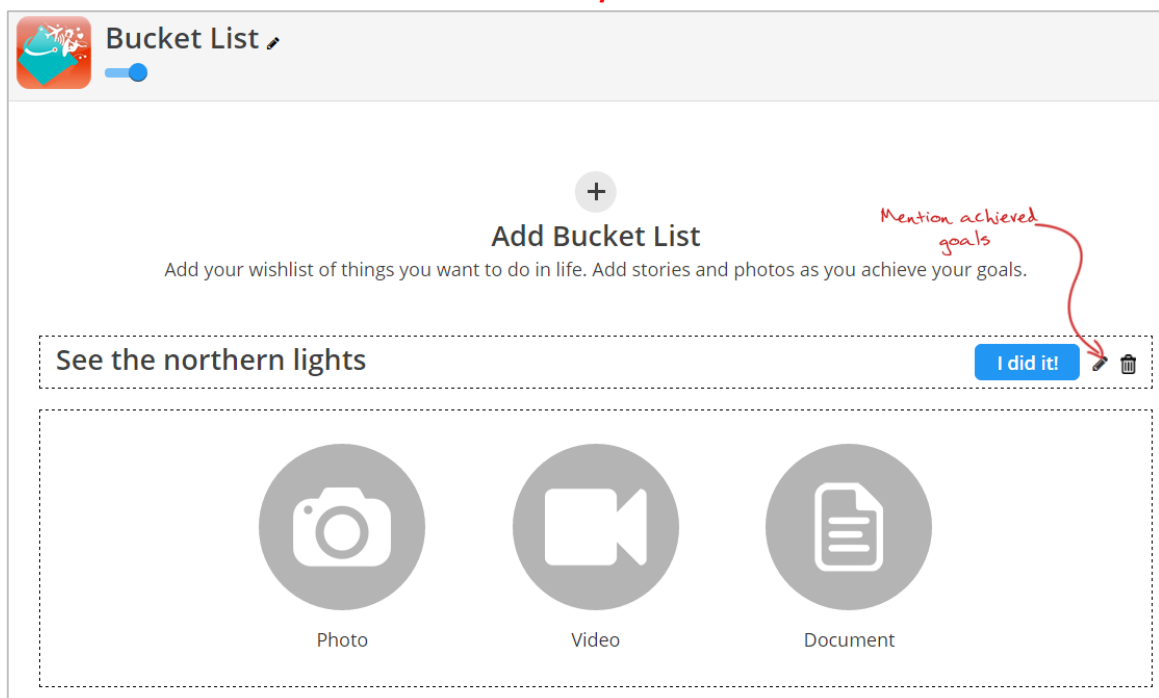 Bucket List
Add Bucket List
Mention achieved
goals
Add your wishlist of things you want to do in life. Add stories and photos as you achieve your goals.
See the northern lights
I did it!
Photo
Video
Document